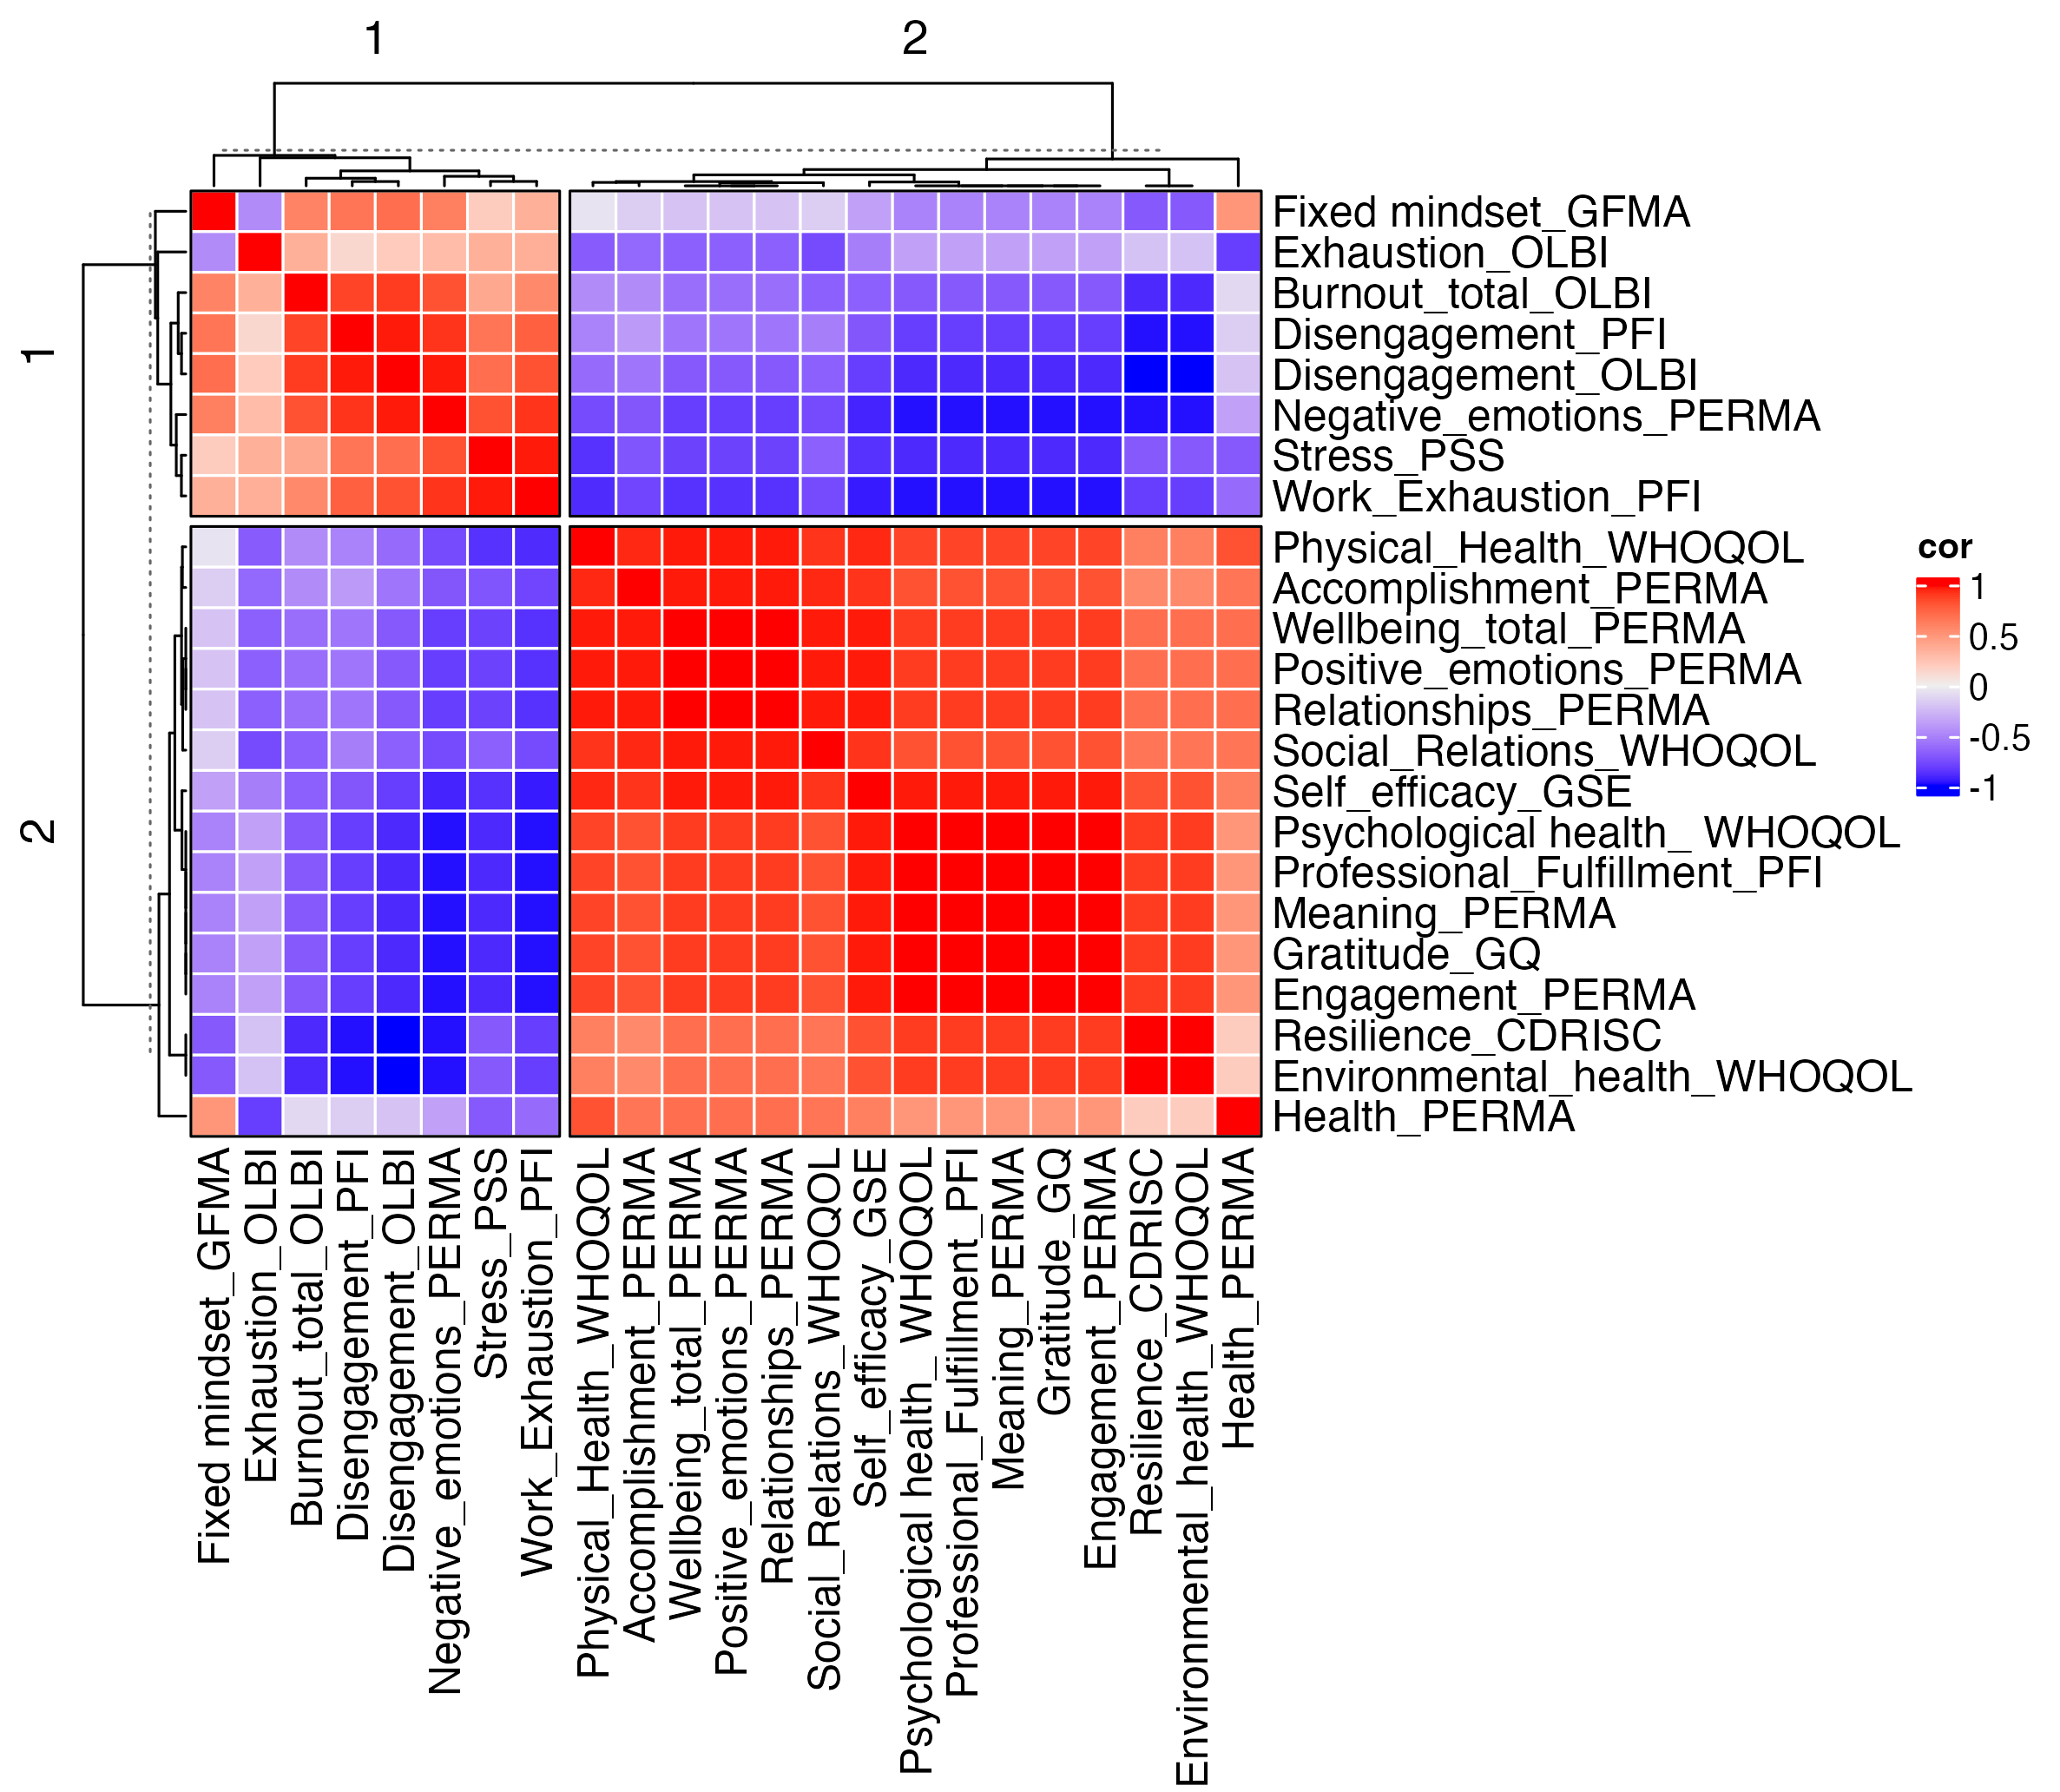 1
2
1
2
Fixed mindset_GFMA
Exhaustion_OLBI
Burnout_total_OLBI
Disengagement_PFI
Disengagement_OLBI
Negative_emotions_PERMA
Stress_PSS
Work_Exhaustion_PFI
Physical_Health_WHOQOL
Accomplishment_PERMA
Wellbeing_total_PERMA
Positive_emotions_PERMA
Relationships_PERMA
Social_Relations_WHOQOL
Self_efficacy_GSE
Psychological health_ WHOQOL
Professional_Fulfillment_PFI
Meaning_PERMA
Gratitude_GQ
Engagement_PERMA
Resilience_CDRISC
Environmental_health_WHOQOL
Health_PERMA
cor
1
0.5
0
-0.5
-1
Fixed mindset_GFMA
Exhaustion_OLBI
Burnout_total_OLBI
Disengagement_PFI
Disengagement_OLBI
Negative_emotions_PERMA
Stress_PSS
Work_Exhaustion_PFI
Physical_Health_WHOQOL
Accomplishment_PERMA
Wellbeing_total_PERMA
Positive_emotions_PERMA
Relationships_PERMA
Social_Relations_WHOQOL
Self_efficacy_GSE
Psychological health_ WHOQOL
Professional_Fulfillment_PFI
Meaning_PERMA
Gratitude_GQ
Engagement_PERMA
Resilience_CDRISC
Environmental_health_WHOQOL
Health_PERMA